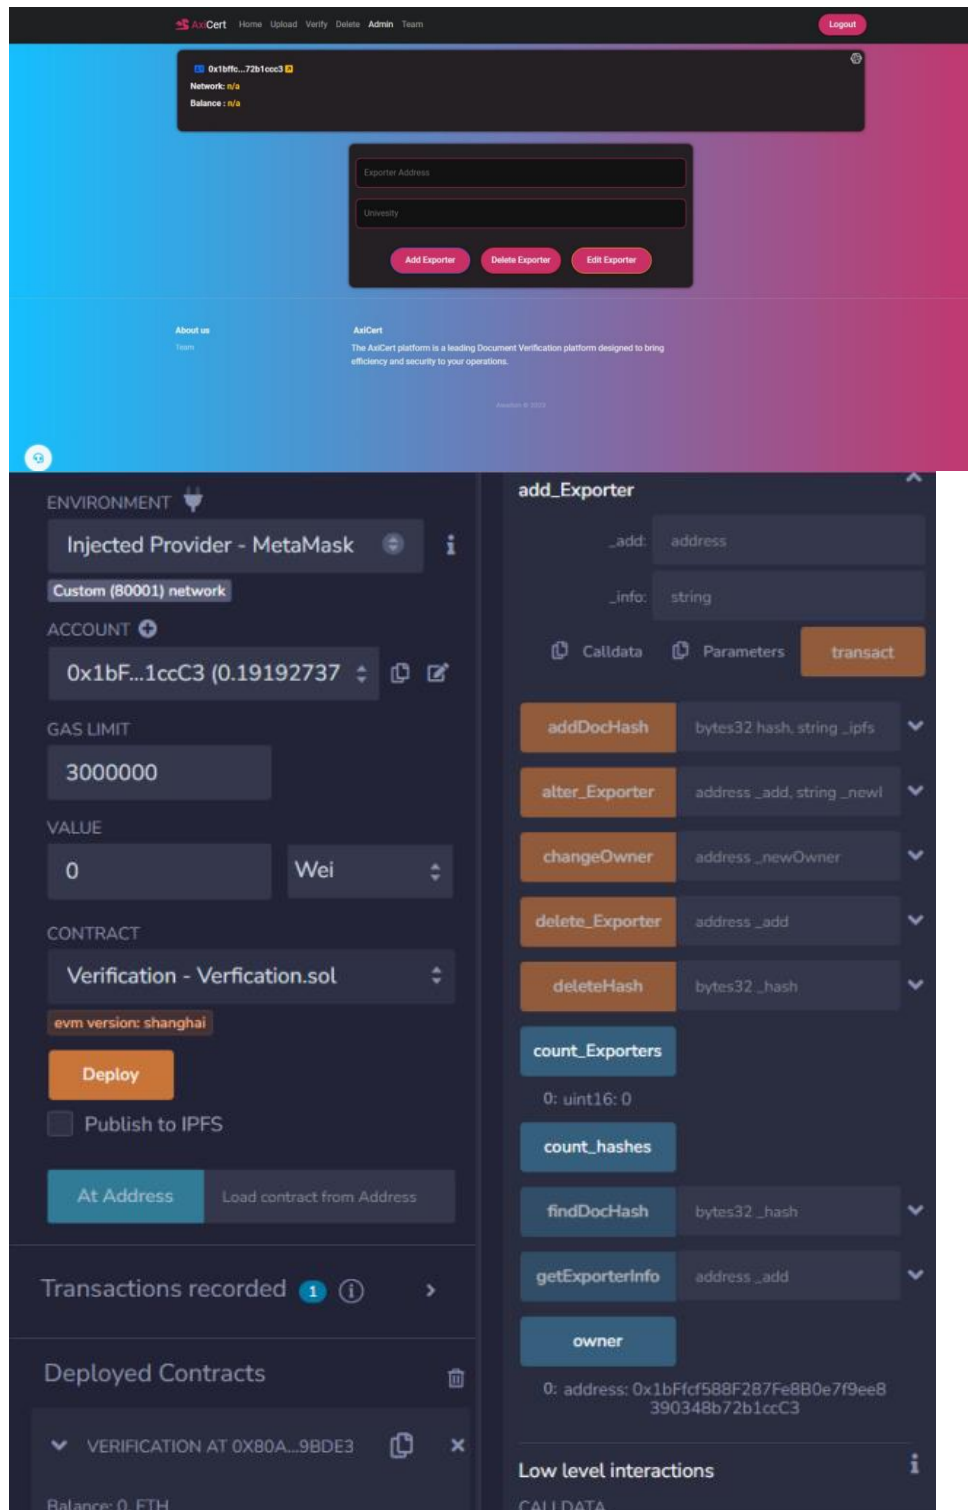 AxiCert Home Upload Verify Delete Admin Team Logout
0x1bffc...72b1ccc3
Network: n/a
Balance : n/a
Exporter Address
Univesity
Add Exporter Delete Exporter Edit Exporter
About us
Team
AxiCert
The AxiCert platform is a leading Document Verification platform designed to bring
efficiency and security to your operations.
ENVIRONMENT
Injected Provider - MetaMask
Custom (80001) network
ACCOUNT
0x1bF...1ccC3 (0.19192737
GAS LIMIT
3000000
VALUE
0 Wei
CONTRACT
Verification - Verfication.sol
evm version: shanghai
Deploy
Publish to IPFS
At Address Load contract from Address
Transactions recorded 1
Deployed Contracts
VERIFICATION AT 0X80A...9BDE3
Balance: 0 ETH
add_Exporter
_add: address
_info: string
Calldata Parameters transact
addDocHash bytes32 hash, string _ipfs
alter_Exporter address _add, string _newI
changeOwner address _newOwner
delete_Exporter address _add
deleteHash bytes32 _hash
count_Exporters
0: uint16: 0
count_hashes
findDocHash bytes32 _hash
getExporterInfo address _add
owner
0: address: 0x1bFfcf588F287Fe8B0e7f9ee8
390348b72b1ccC3
Low level interactions
CALLDATA